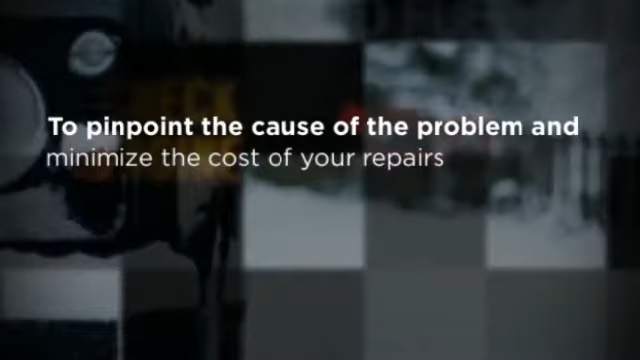 To pinpoint the cause of the problem and
minimize the cost of your repairs